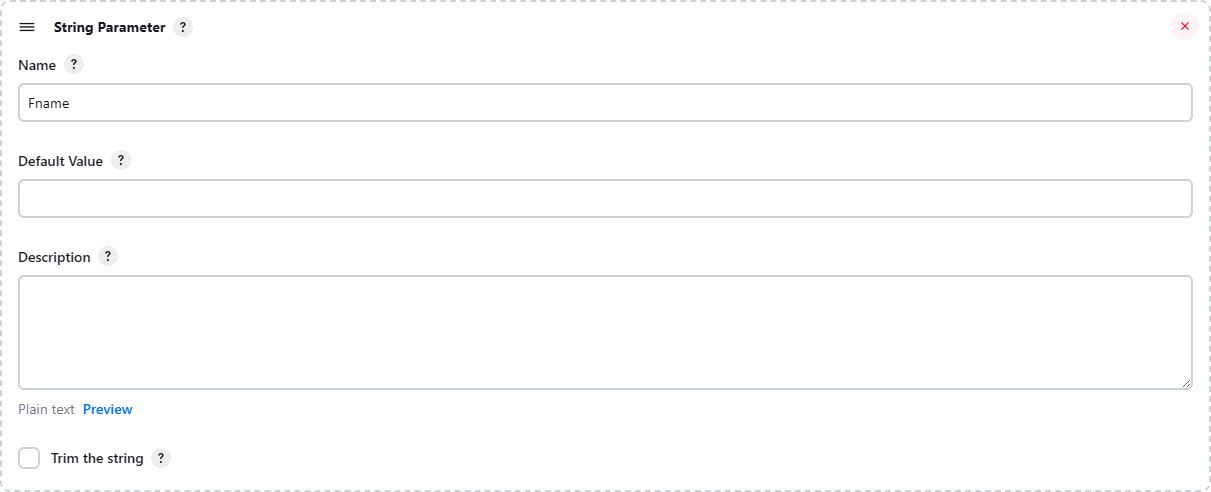 String Parameter ?
Name ?
Fname
Default Value ?
Description ?
Plain text Preview
Trim the string ?